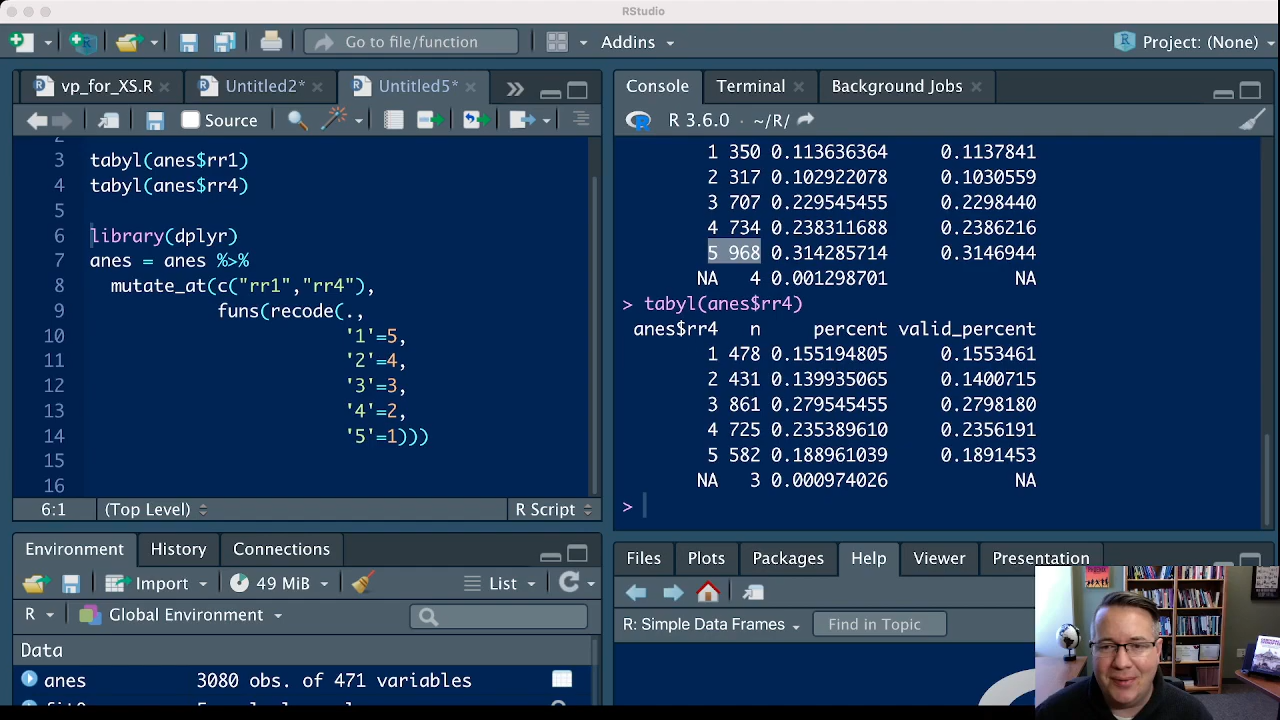 RStudio
Go to file/function
Addins
Project: (None)
vp_for_XS.R
Untitled2*
Untitled5*
Source
2
3 tabyl(anes$rr1)
4 tabyl(anes$rr4)
5
6 library(dplyr)
7 anes = anes %>%
8 mutate_at(c("rr1","rr4"),
9 funs(recode(.,
10 '1'=5,
11 '2'=4,
12 '3'=3,
13 '4'=2,
14 '5'=1)))
15
16
6:1 (Top Level) R Script
Console Terminal Background Jobs
R 3.6.0 · ~/R/
1 350 0.113636364 0.1137841
2 317 0.102922078 0.1030559
3 707 0.229545455 0.2298440
4 734 0.238311688 0.2386216
5 968 0.314285714 0.3146944
NA 4 0.001298701 NA
> tabyl(anes$rr4)
anes$rr4 n percent valid_percent
1 478 0.155194805 0.1553461
2 431 0.139935065 0.1400715
3 861 0.279545455 0.2798180
4 725 0.235389610 0.2356191
5 582 0.188961039 0.1891453
NA 3 0.000974026 NA
>
Environment History Connections
Import 49 MiB List
R Global Environment
Data
anes 3080 obs. of 471 variables
Files Plots Packages Help Viewer Presentation
R: Simple Data Frames Find in Topic